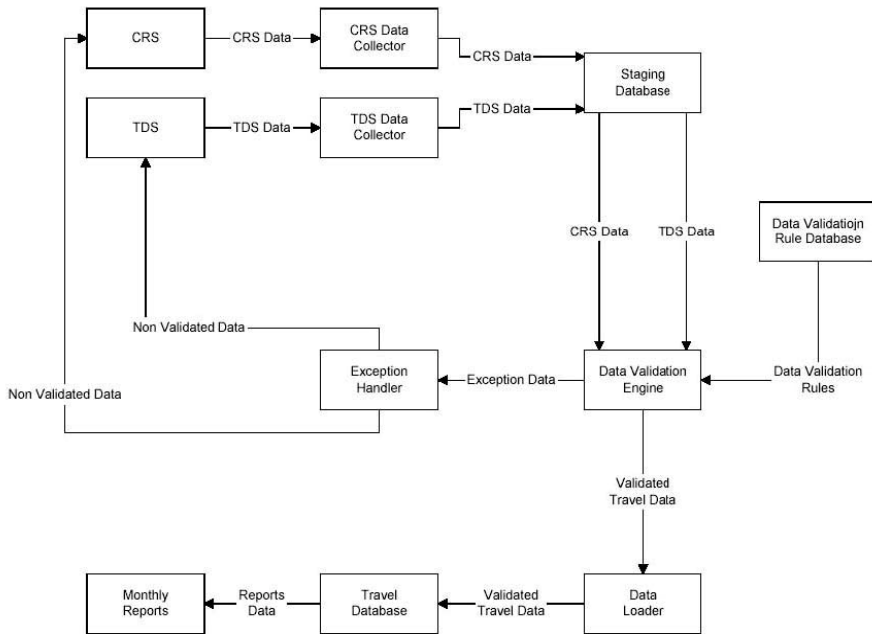 CRS
CRS Data
CRS Data
Collector
CRS Data
Staging
Database
TDS
TDS Data
TDS Data
Collector
TDS Data
CRS Data
TDS Data
Data Validatiojn
Rule Database
Non Validated Data
Non Validated Data
Exception
Handler
Exception Data
Data Validation
Engine
Data Validation
Rules
Validated
Travel Data
Monthly
Reports
Reports
Data
Travel
Database
Validated
Travel Data
Data
Loader